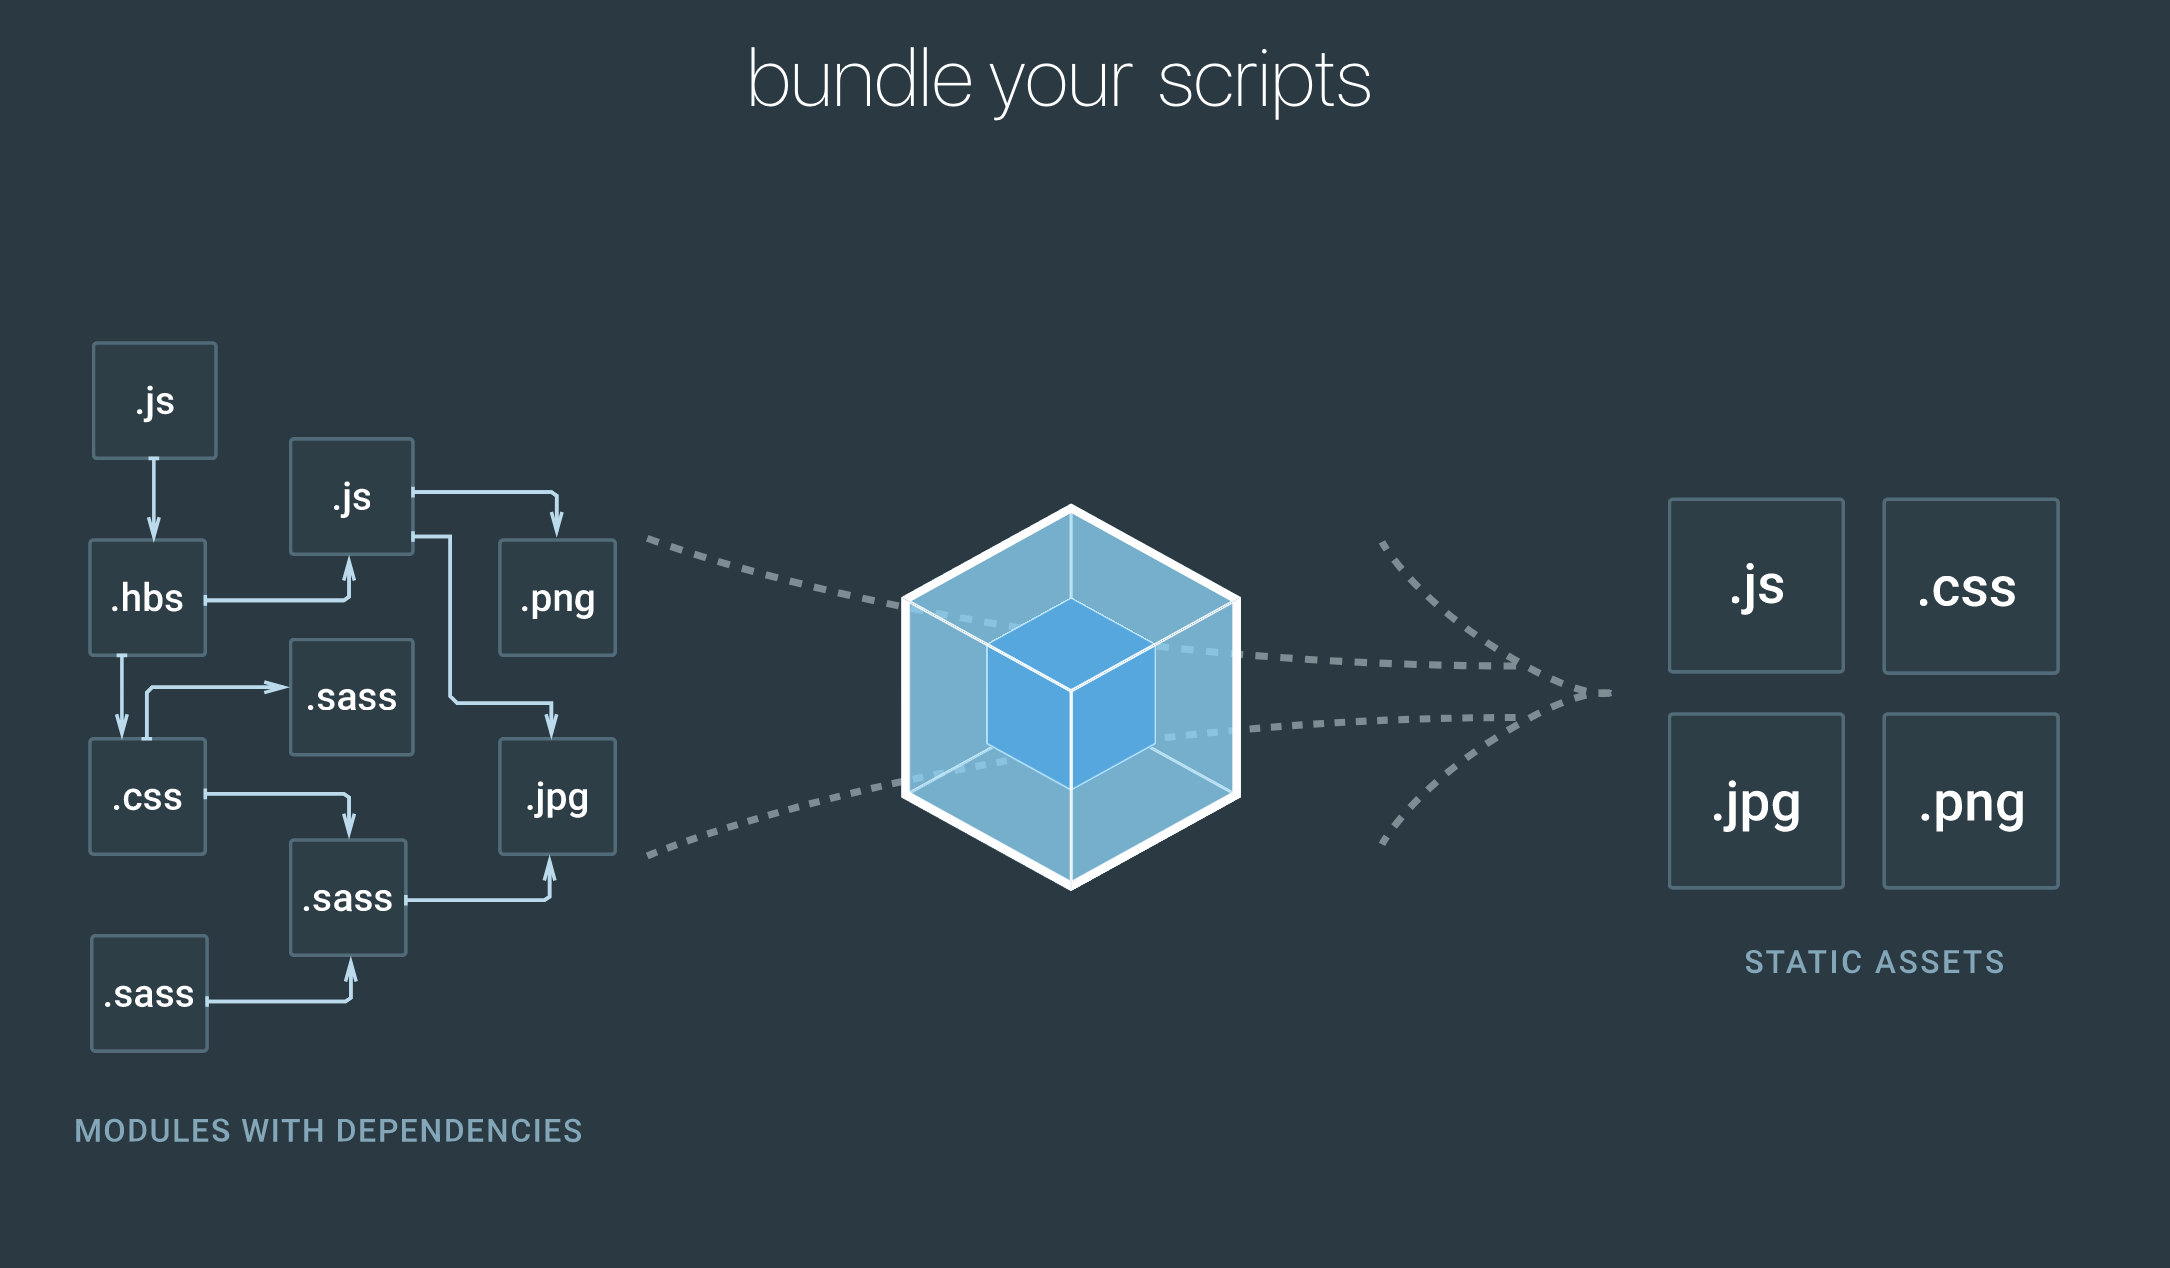 bundle your scripts
.js
.js
.hbs
.png
.sass
.css
.jpg
.sass
.sass
MODULES WITH DEPENDENCIES
.js
.css
.jpg
.png
STATIC ASSETS